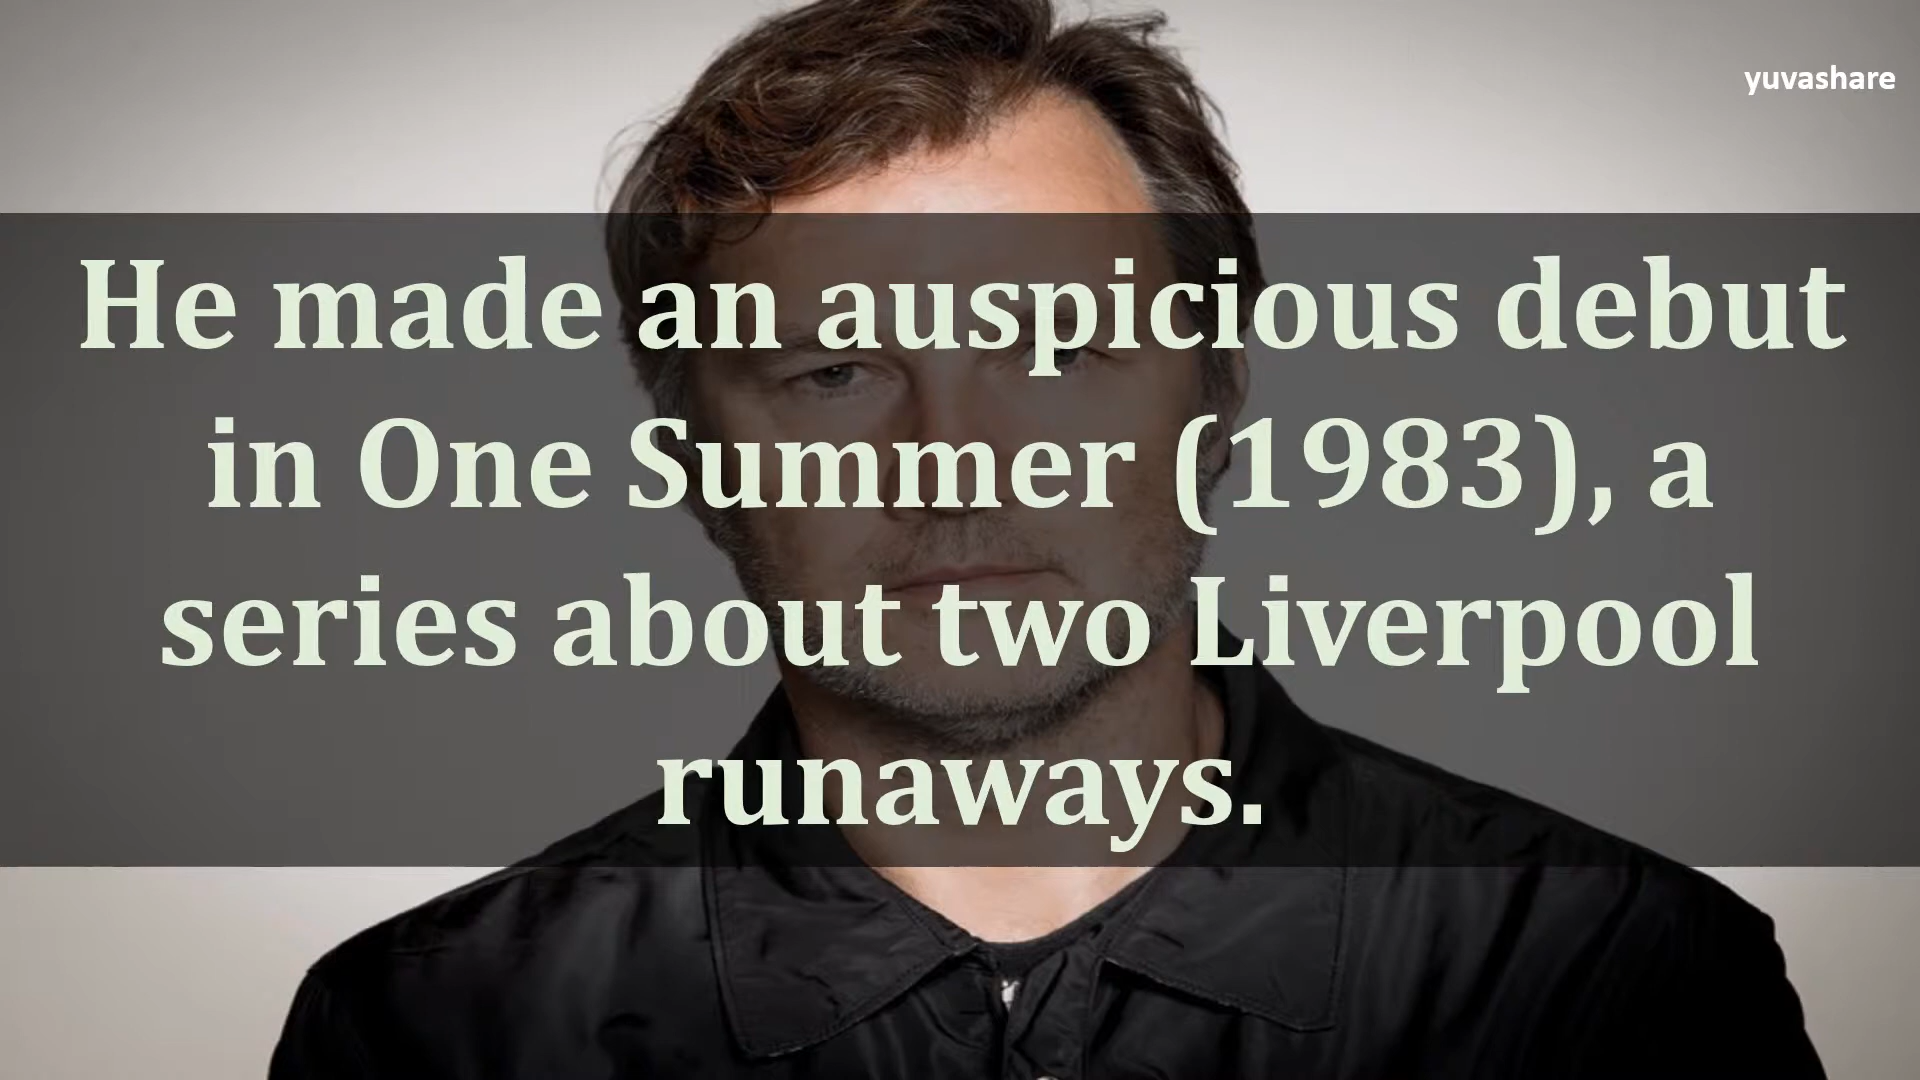 yuvashare
He made an auspicious debut
in One Summer (1983), a
series about two Liverpool
runaways.